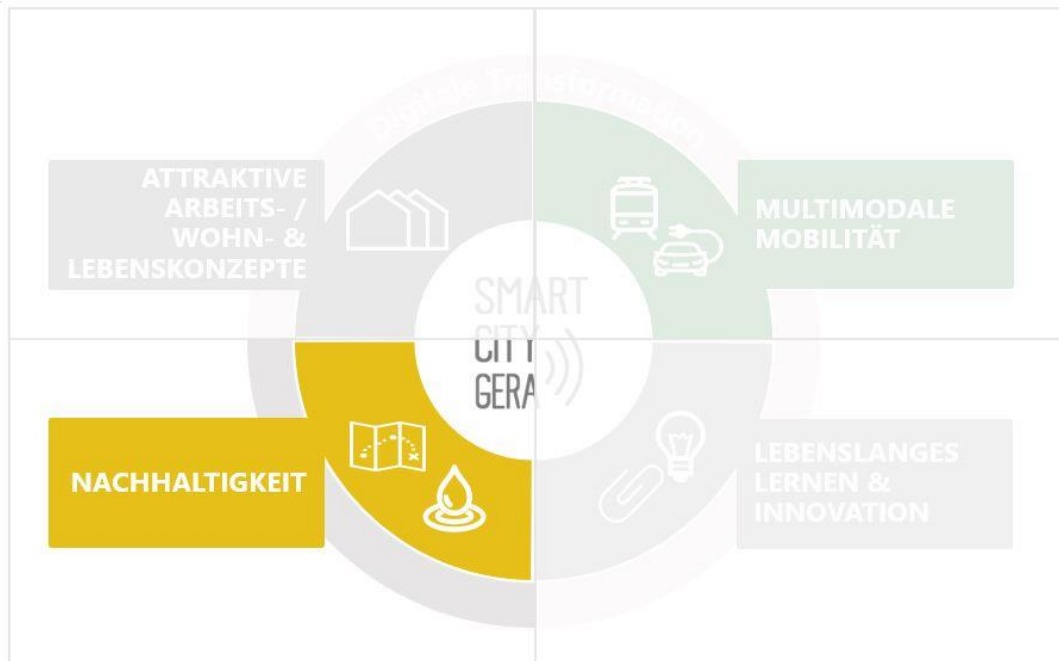 Digitale Transformation
ATTRAKTIVE
ARBEITS- /
WOHN- &
LEBENSKONZEPTE
MULTIMODALE
MOBILITÄT
SMART
CITY
GERA
NACHHALTIGKEIT
LEBENSLANGES
LERNEN &
INNOVATION